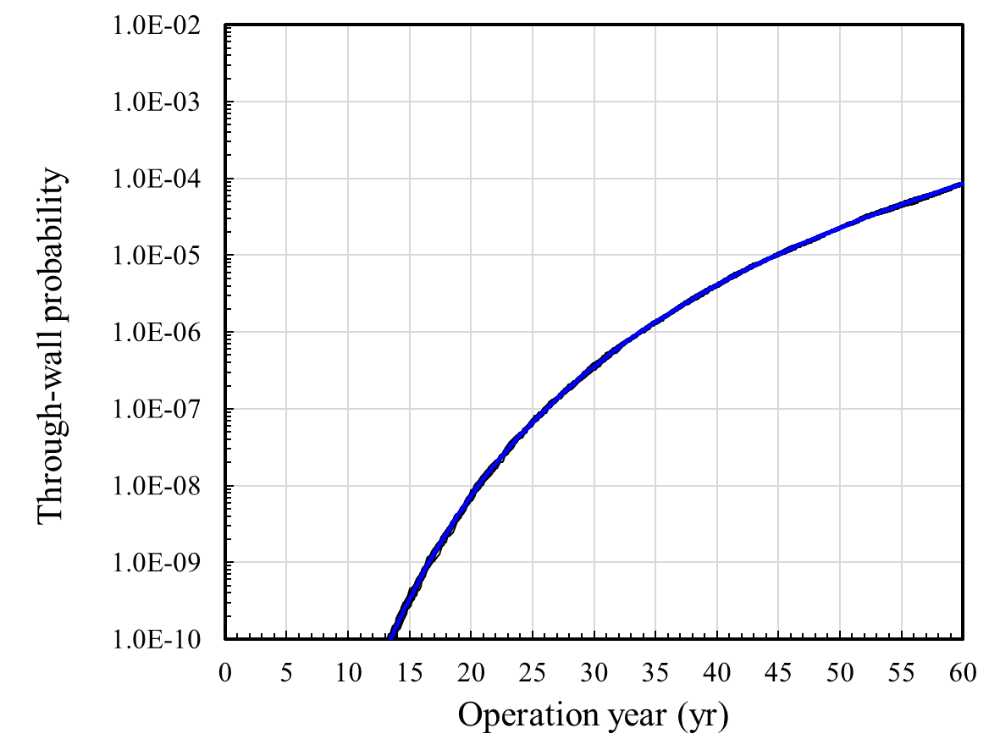 1.0E-02
1.0E-03
1.0E-04
1.0E-05
1.0E-06
1.0E-07
1.0E-08
1.0E-09
1.0E-10
Through-wall probability
0 5 10 15 20 25 30 35 40 45 50 55 60
Operation year (yr)